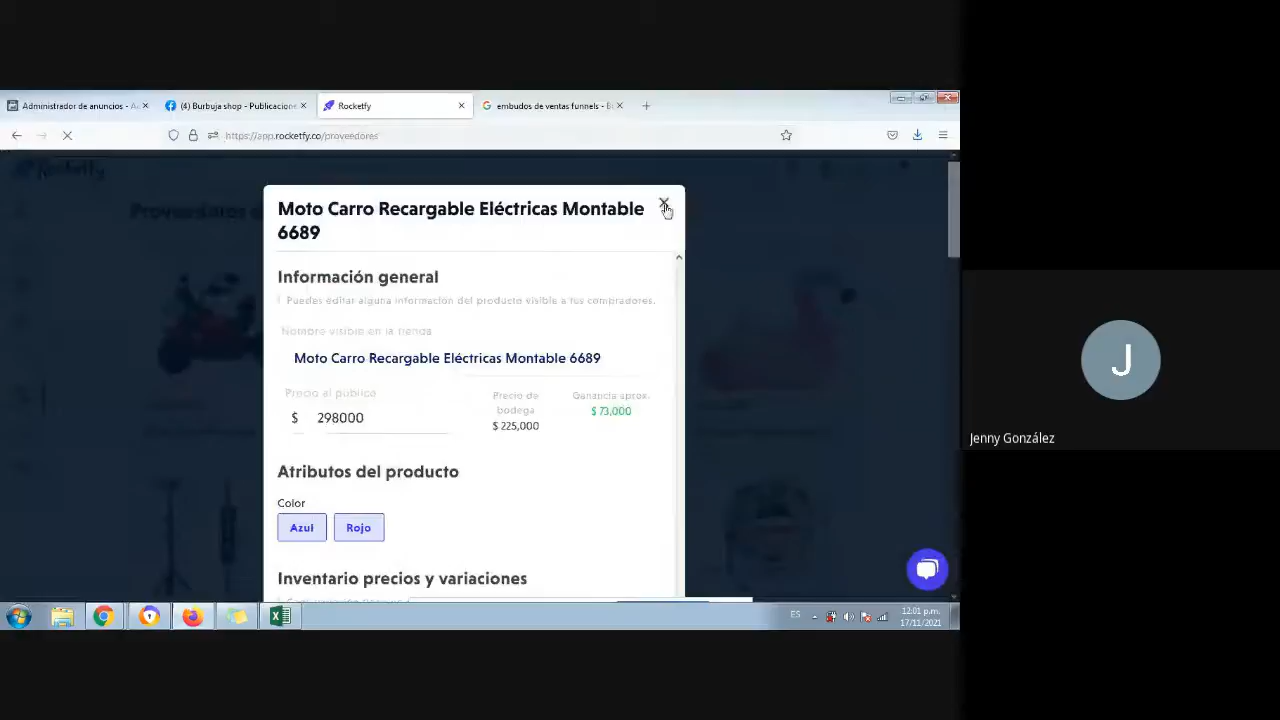 Administrador de anuncios - A
(4) Burbuja shop - Publicacione
Rocketfy
embudos de ventas funnels - B
https://app.rocketfy.co/proveedores
Rocketfy
Proveedores
Moto Carro Recargable Eléctricas Montable
6689
Información general
Puedes editar alguna información del producto visible a tus compradores.
Nombre visible en la tienda
Moto Carro Recargable Eléctricas Montable 6689
Precio al público
$ 298000
Precio de
bodega
$ 225,000
Ganancia aprox.
$ 73,000
Atributos del producto
Color
Azul
Rojo
Inventario precios y variaciones
ES
12:01 p.m.
17/11/2021
J
Jenny González